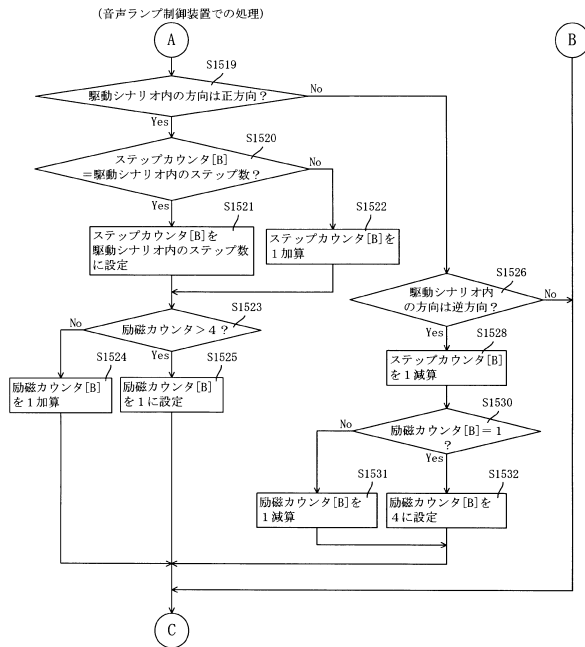 (音声ランプ制御装置での処理)
A
B
S1519
駆動シナリオ内の方向は正方向?
No
Yes
S1520
ステップカウンタ[B]
=駆動シナリオ内のステップ数?
No
Yes
S1521
ステップカウンタ[B]を
駆動シナリオ内のステップ数
に設定
S1522
ステップカウンタ[B]を
1加算
S1526
駆動シナリオ内
の方向は逆方向?
No
Yes
S1523
励磁カウンタ>4?
No
Yes
S1524
励磁カウンタ[B]
を1加算
S1525
励磁カウンタ[B]
を1に設定
S1528
ステップカウンタ[B]
を1減算
S1530
励磁カウンタ[B]=1
?
No
Yes
S1531
励磁カウンタ[B]を
1減算
S1532
励磁カウンタ[B]を
4に設定
C